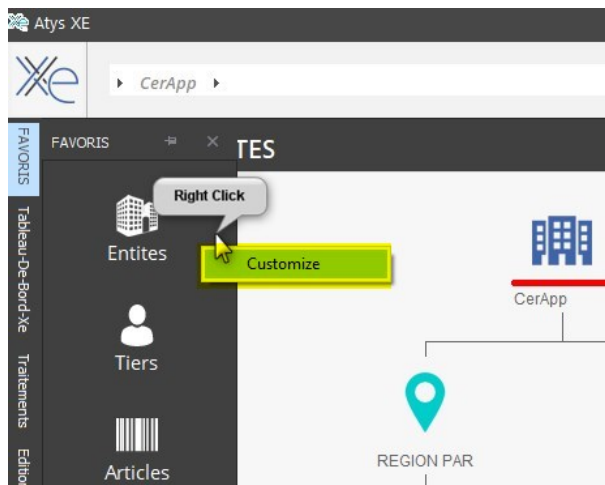 Atys XE
Xe
CerApp
FAVORIS
FAVORIS
TES
Right Click
Entites
Customize
CerApp
Tableau-De-Bord-Xe
Tiers
Traitements
REGION PAR
Articles
Editio